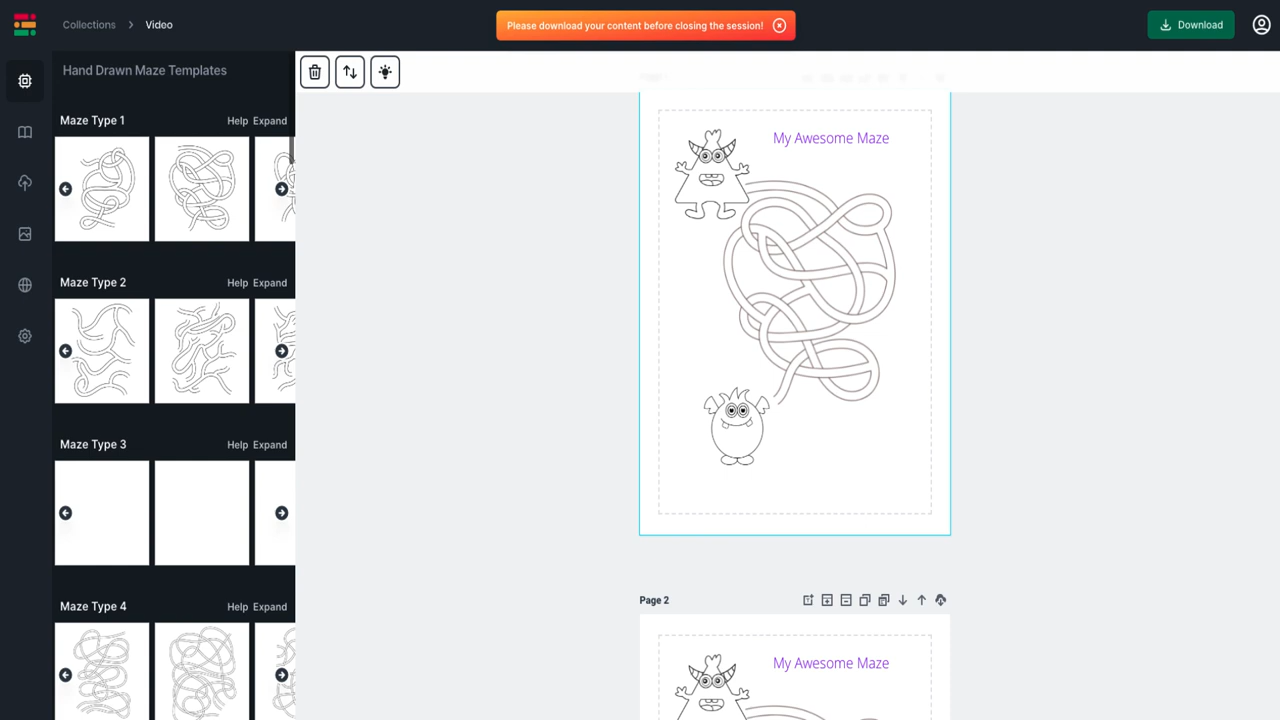 Collections > Video
Please download your content before closing the session!
Download
Hand Drawn Maze Templates
Maze Type 1
Help Expand
Maze Type 2
Help Expand
Maze Type 3
Help Expand
Maze Type 4
Help Expand
My Awesome Maze
Page 2
My Awesome Maze